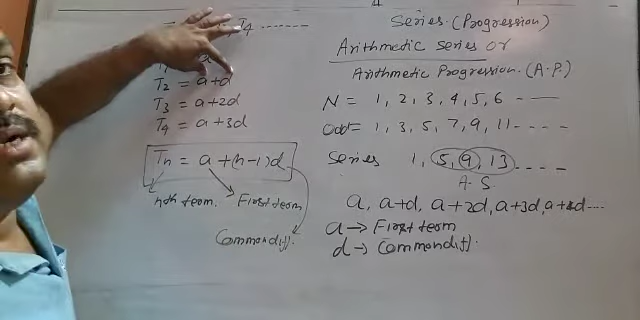 T4 -------
T2 = a+d
T3 = a+2d
T4 = a+3d
Tn = a+(n-1)d
nth term.
First term
Commondiff.
Series. (Progression)
Arithmetic series or
Arithmetic Progression. (A.P.)
N = 1, 2, 3, 4, 5, 6 ---
Odd = 1, 3, 5, 7, 9, 11 ----
Series 1, 5, 9, 13 ----
A.S
a, a+d, a+2d, a+3d, a+4d ....
a → First term
d → Commondiff.